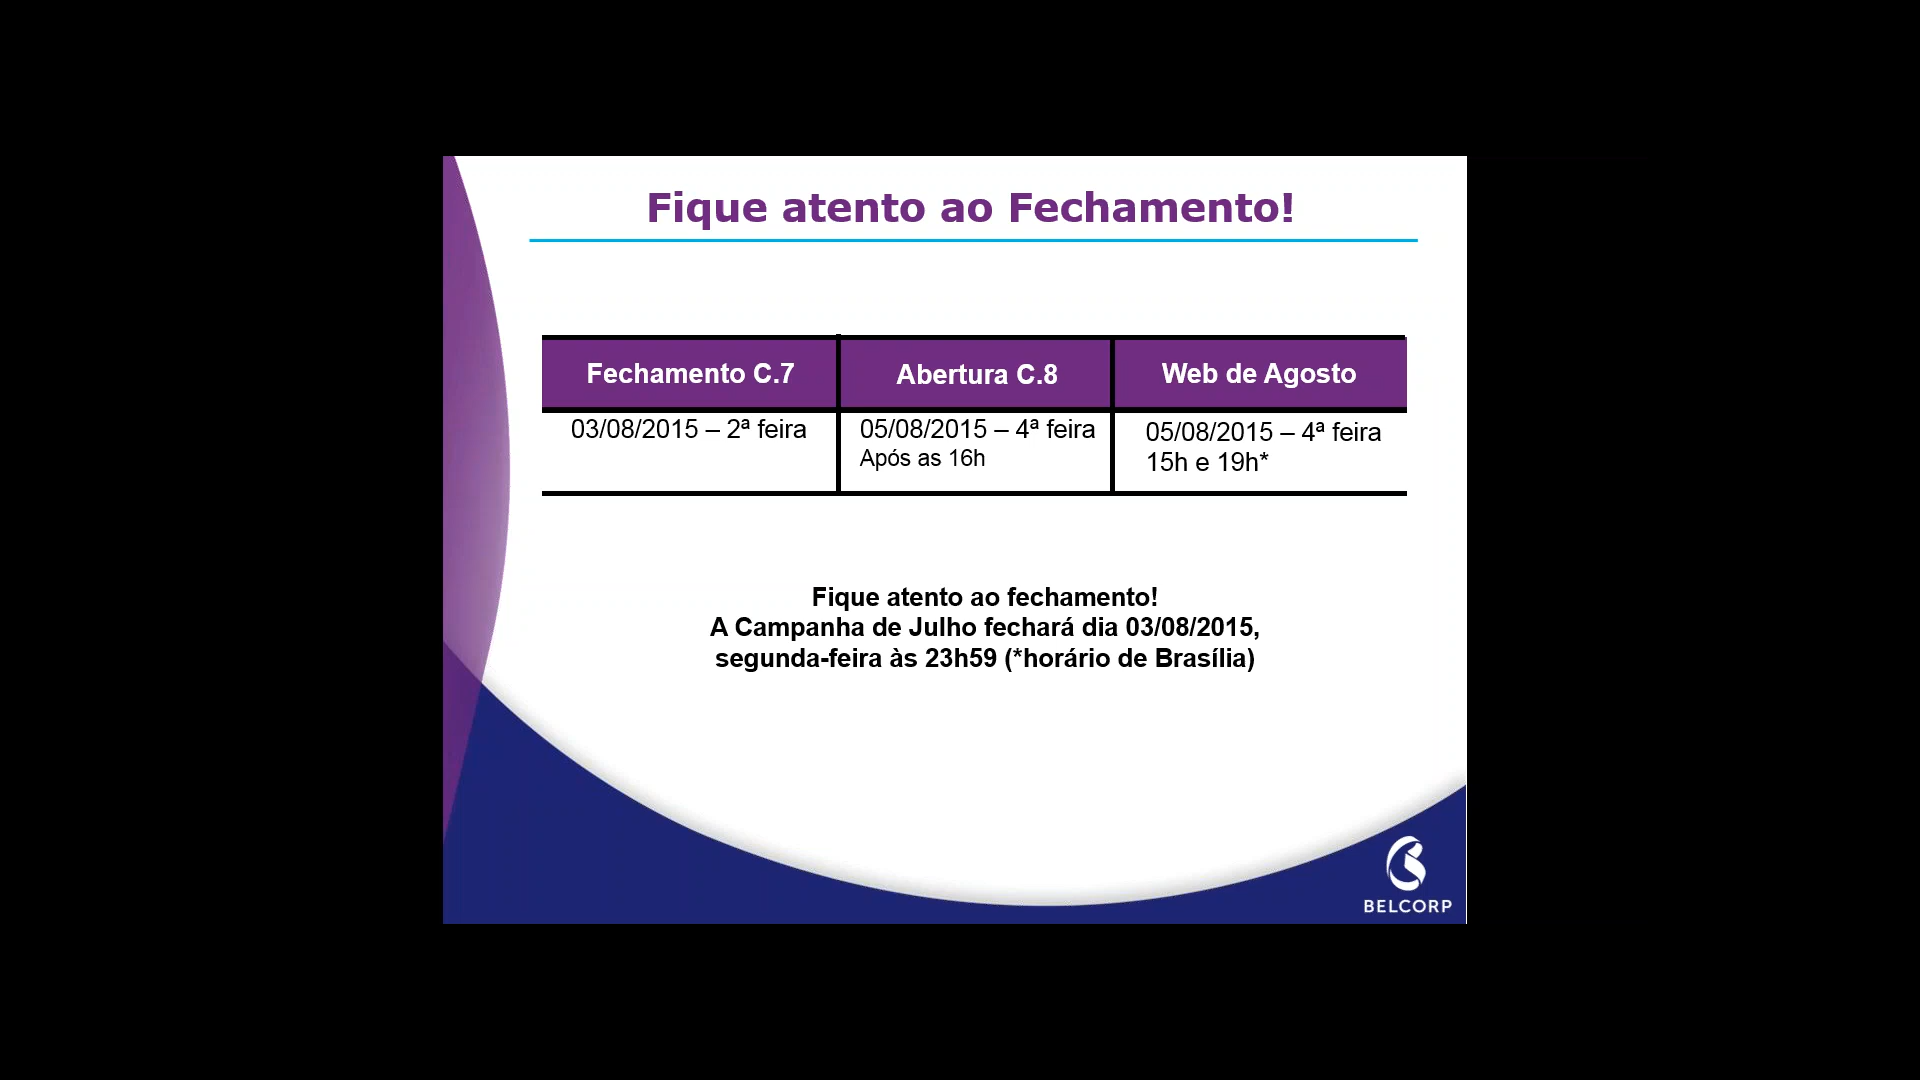 Fique atento ao Fechamento!
Fechamento C.7
Abertura C.8
Web de Agosto
03/08/2015 – 2ª feira
05/08/2015 – 4ª feira
Após as 16h
05/08/2015 – 4ª feira
15h e 19h*
Fique atento ao fechamento!
A Campanha de Julho fechará dia 03/08/2015,
segunda-feira às 23h59 (*horário de Brasília)
BELCORP